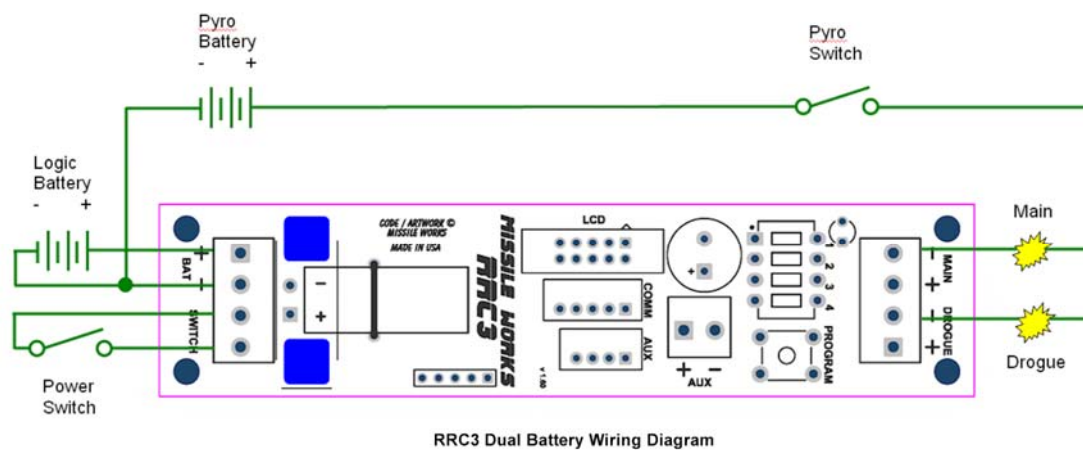 Pyro
Battery
- +
Pyro
Switch
Logic
Battery
- +
+
BAT
-
SWITCH
CODE / ARTWORK ©
MISSILE WORKS
MADE IN USA
-
+
MISSILE WORKS
RRC3
v 1.60
LCD
COMM
AUX
+
+ -
AUX
1
2
3
4
PROGRAM
-
MAIN
+
-
DROGUE
+
Main
Drogue
Power
Switch
RRC3 Dual Battery Wiring Diagram